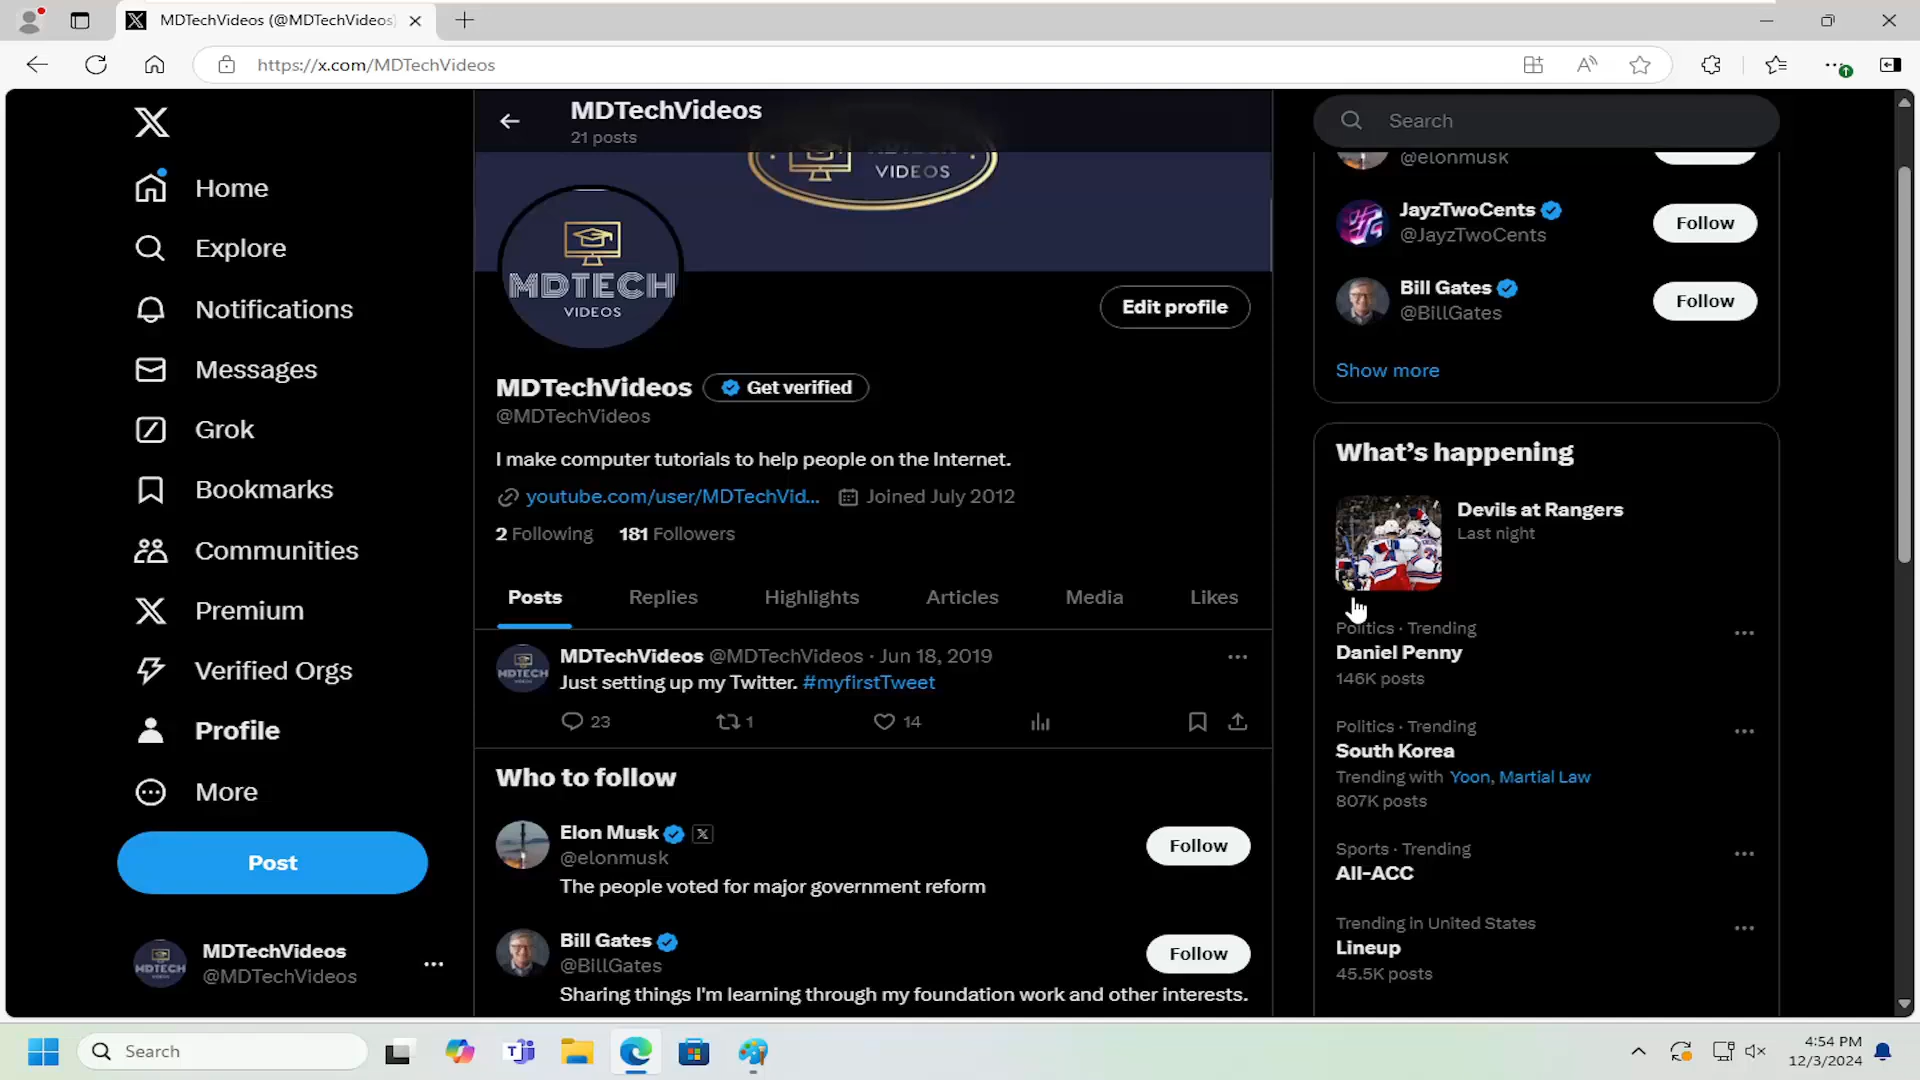 MDTechVideos (@MDTechVideos)
https://x.com/MDTechVideos
Home
Explore
Notifications
Messages
Grok
Bookmarks
Communities
Premium
Verified Orgs
Profile
More
Post
MDTechVideos
@MDTechVideos
MDTechVideos
21 posts
VIDEOS
MDTECH
VIDEOS
Edit profile
MDTechVideos Get verified
@MDTechVideos
I make computer tutorials to help people on the Internet.
youtube.com/user/MDTechVid... Joined July 2012
2 Following 181 Followers
Posts Replies Highlights Articles Media Likes
MDTechVideos @MDTechVideos · Jun 18, 2019
Just setting up my Twitter. #myfirstTweet
23 1 14
Who to follow
Elon Musk
@elonmusk
Follow
The people voted for major government reform
Bill Gates
@BillGates
Follow
Sharing things I'm learning through my foundation work and other interests.
Search
@elonmusk
JayzTwoCents
@JayzTwoCents
Follow
Bill Gates
@BillGates
Follow
Show more
What's happening
Devils at Rangers
Last night
Politics · Trending
Daniel Penny
146K posts
Politics · Trending
South Korea
Trending with Yoon, Martial Law
807K posts
Sports · Trending
All-ACC
Trending in United States
Lineup
45.5K posts
Search
4:54 PM
12/3/2024